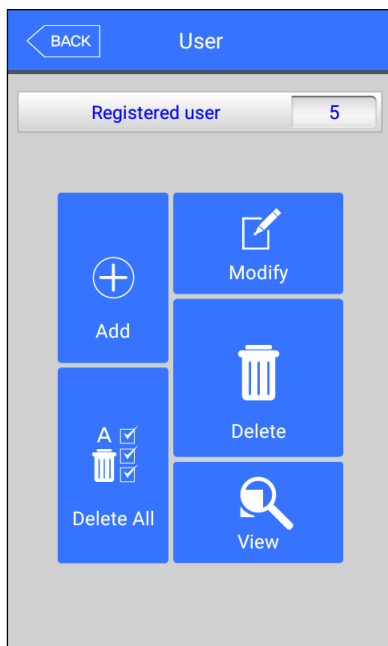 BACK
User
Registered user 5
Add
Modify
Delete
A
Delete All
View